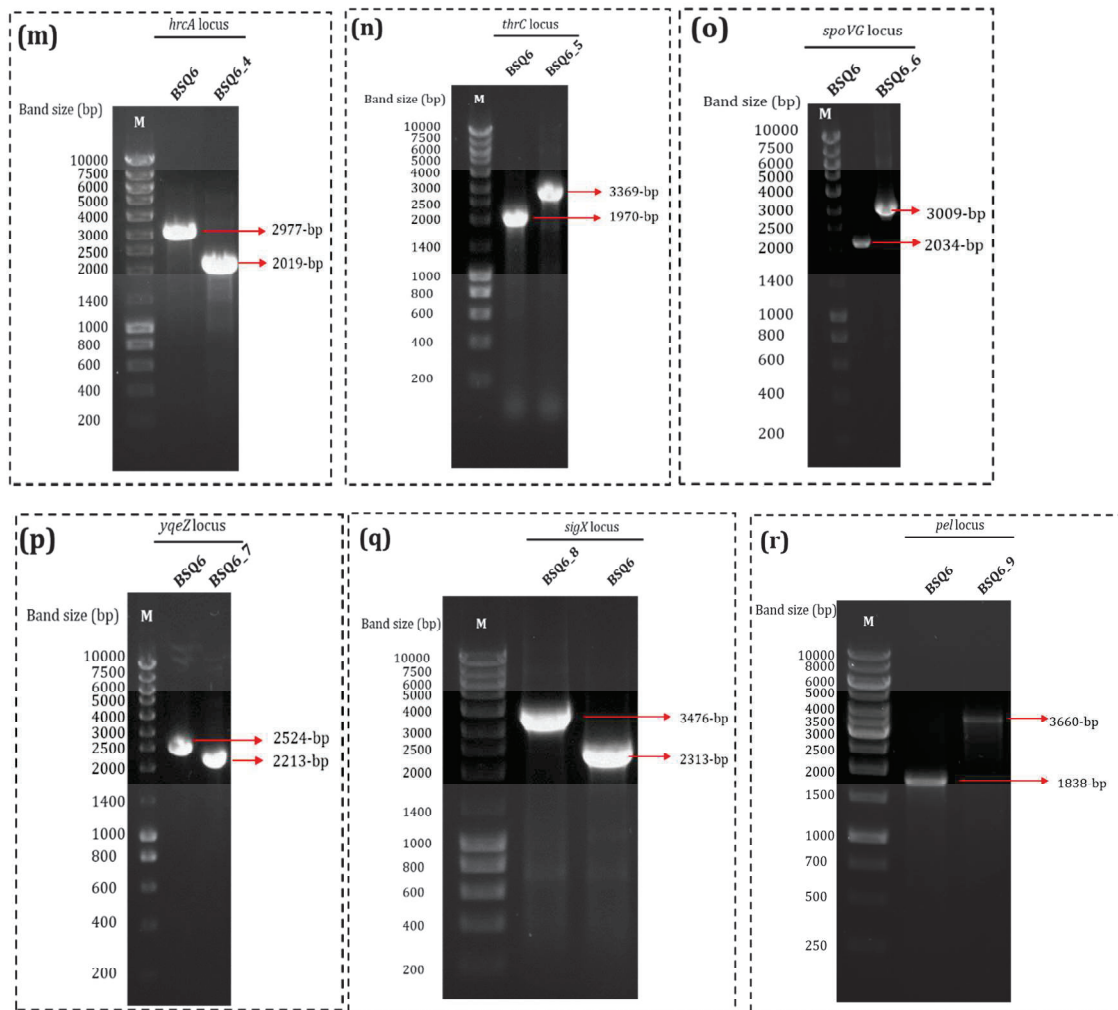 (m)
hrcA locus
BSQ6
BSQ6_4
Band size (bp)
M
10000
7500
6000
5000
4000
3000
2500
2000
1400
1000
800
600
400
200
2977-bp
2019-bp
(n)
thrC locus
BSQ6
BSQ6_5
Band size (bp)
M
10000
7500
6000
5000
4000
3000
2000
1400
1000
800
600
400
200
3369-bp
1970-bp
(o)
spoVG locus
BSQ6
BSQ6_6
Band size (bp)
M
10000
7500
6000
5000
4000
3000
2500
2000
1400
1000
800
600
400
200
3009-bp
2034-bp
(p)
yqeZ locus
BSQ6
BSQ6_7
Band size (bp)
M
10000
7500
6000
5000
4000
3000
2500
2000
1400
1000
800
600
400
200
2524-bp
2213-bp
(q)
sigX locus
BSQ6_8
BSQ6
Band size (bp)
M
10000
7500
6000
5000
4000
3000
2500
2000
1400
1000
800
600
400
200
3476-bp
2313-bp
(r)
pel locus
BSQ6
BSQ6_9
Band size (bp)
M
10000
8000
6000
5000
4000
3500
2500
2000
1500
1000
700
500
250
3660-bp
1838-bp